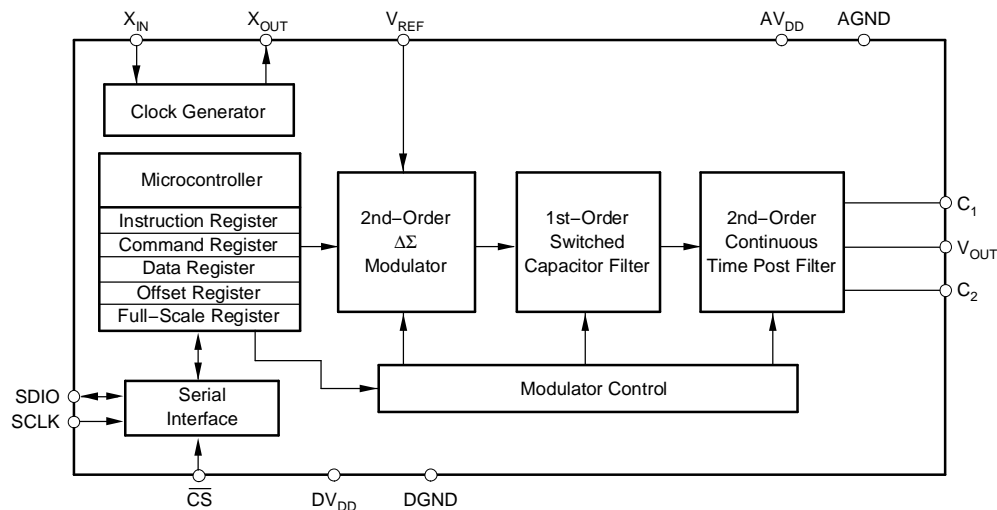 XIN XOUT VREF AVDD AGND
Clock Generator
Microcontroller
Instruction Register
Command Register
Data Register
Offset Register
Full−Scale Register
2nd−Order
ΔΣ
Modulator
1st−Order
Switched
Capacitor Filter
2nd−Order
Continuous
Time Post Filter
C1
VOUT
C2
Modulator Control
SDIO
SCLK
Serial
Interface
CS DVDD DGND